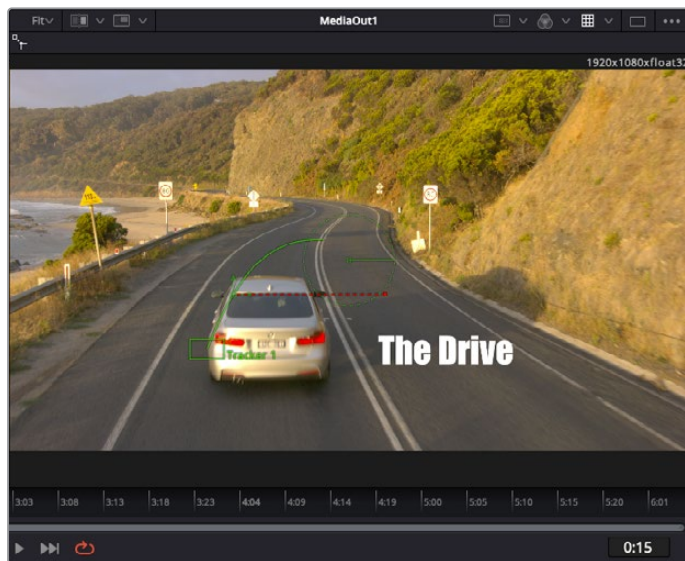 Fit MediaOut1
1920x1080xfloat32
Tracker 1
The Drive
3:03 3:08 3:13 3:18 3:23 4:04 4:09 4:14 4:19 5:00 5:05 5:10 5:15 5:20 6:01
0:15